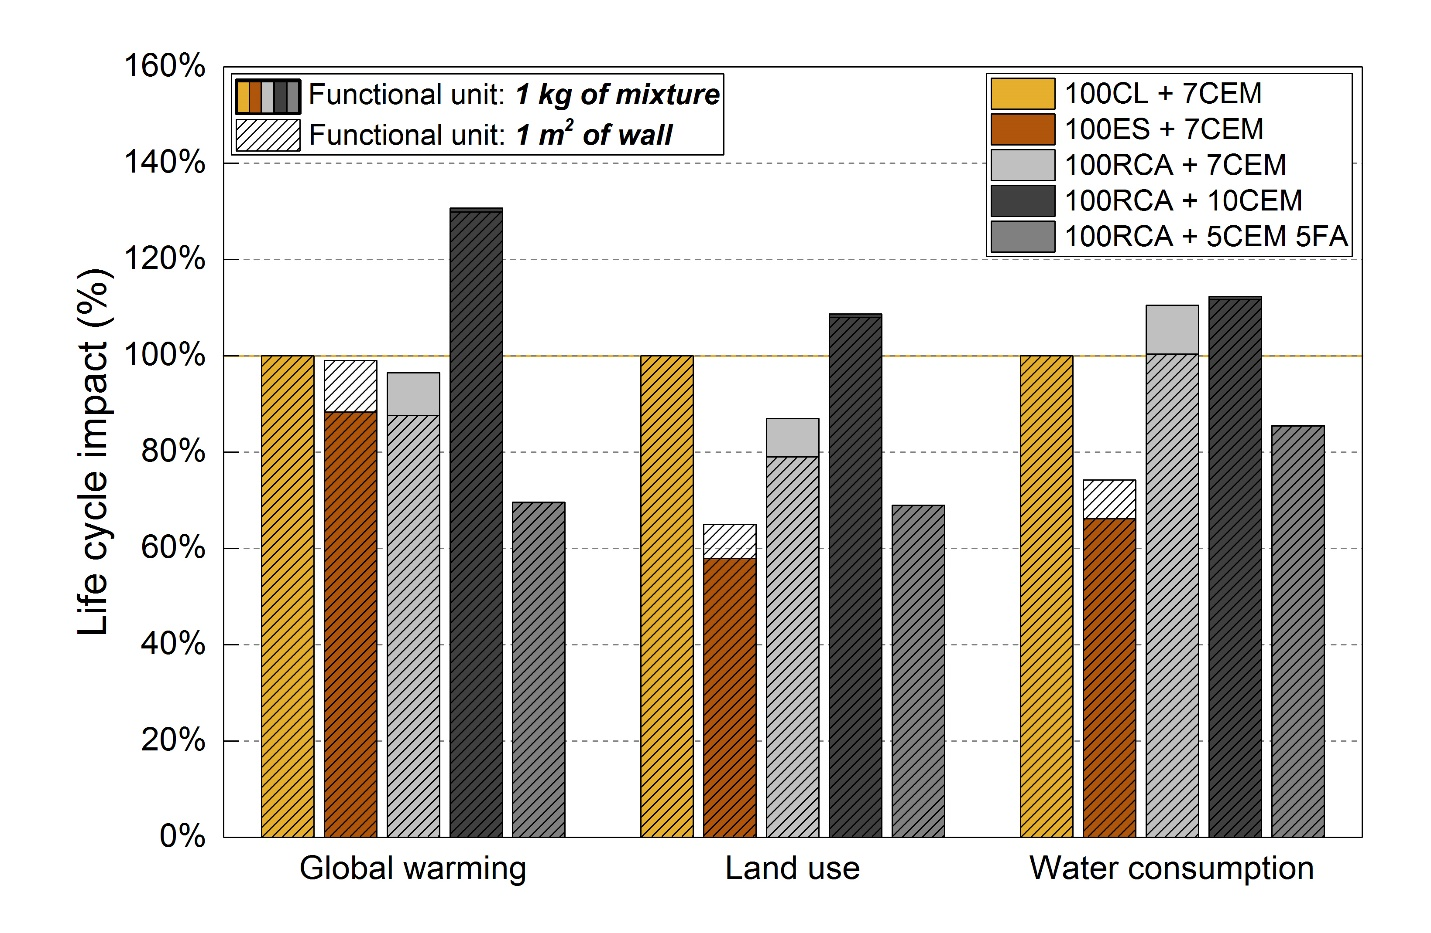 160%
140%
120%
100%
80%
60%
40%
20%
0%
Life cycle impact (%)
Functional unit: 1 kg of mixture
Functional unit: 1 m² of wall
100CL + 7CEM
100ES + 7CEM
100RCA + 7CEM
100RCA + 10CEM
100RCA + 5CEM 5FA
Global warming
Land use
Water consumption